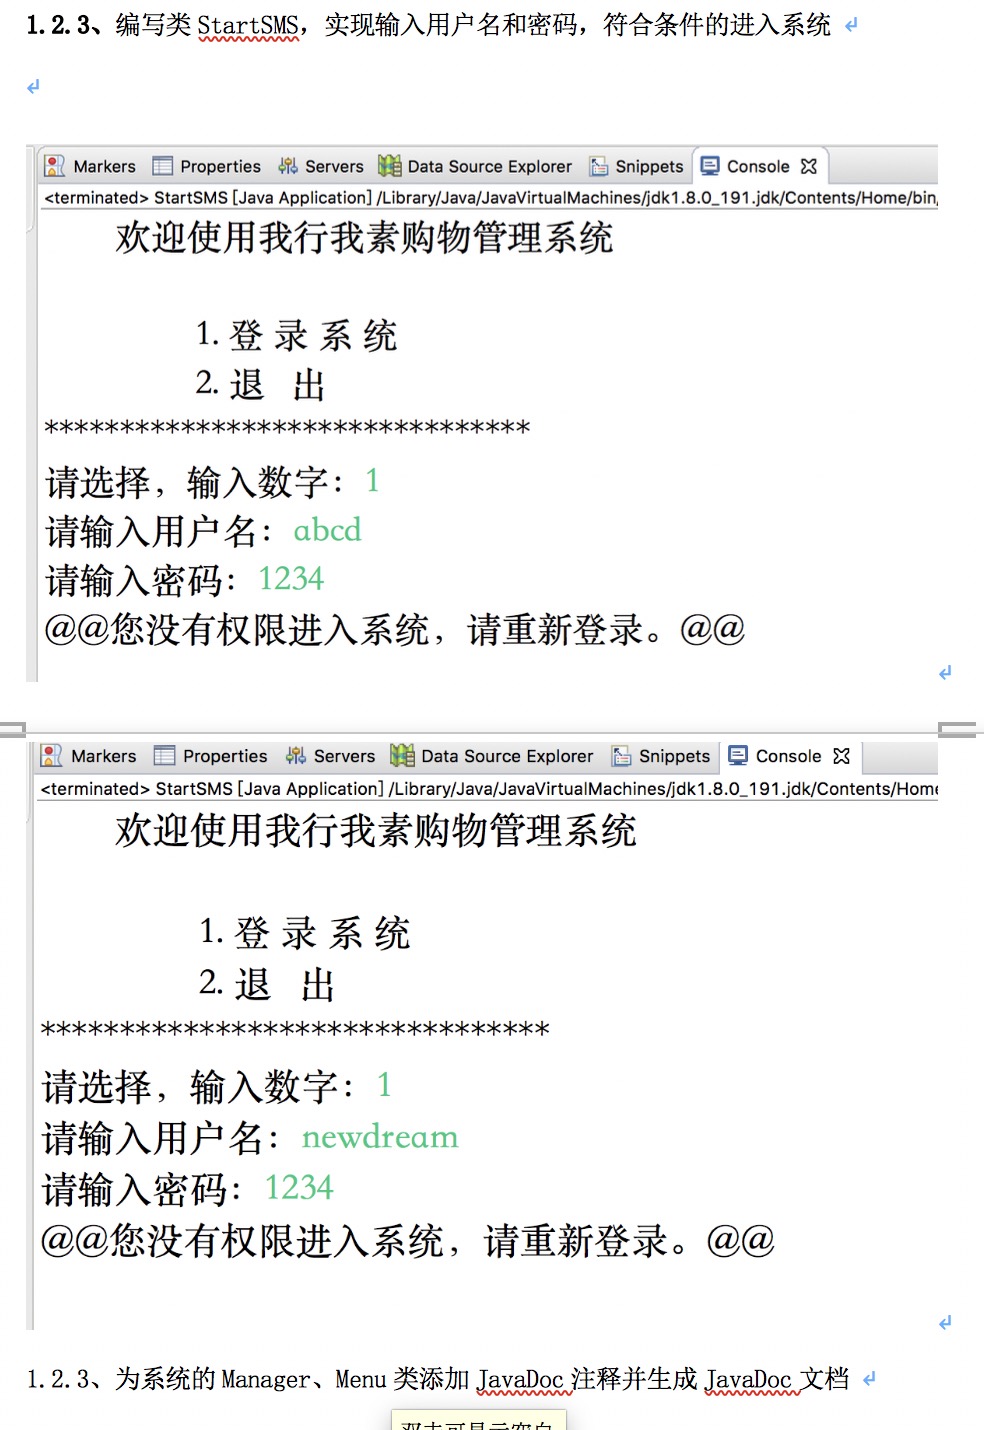 1.2.3、编写类 StartSMS，实现输入用户名和密码，符合条件的进入系统
Markers Properties Servers Data Source Explorer Snippets Console
<terminated> StartSMS [Java Application] /Library/Java/JavaVirtualMachines/jdk1.8.0_191.jdk/Contents/Home/bin,
欢迎使用我行我素购物管理系统
1. 登 录 系 统
2. 退 出
********************************
请选择，输入数字：1
请输入用户名：abcd
请输入密码：1234
@@您没有权限进入系统，请重新登录。@@
Markers Properties Servers Data Source Explorer Snippets Console
<terminated> StartSMS [Java Application] /Library/Java/JavaVirtualMachines/jdk1.8.0_191.jdk/Contents/Home
欢迎使用我行我素购物管理系统
1. 登 录 系 统
2. 退 出
********************************
请选择，输入数字：1
请输入用户名：newdream
请输入密码：1234
@@您没有权限进入系统，请重新登录。@@
1.2.3、为系统的 Manager、Menu 类添加 JavaDoc 注释并生成 JavaDoc 文档